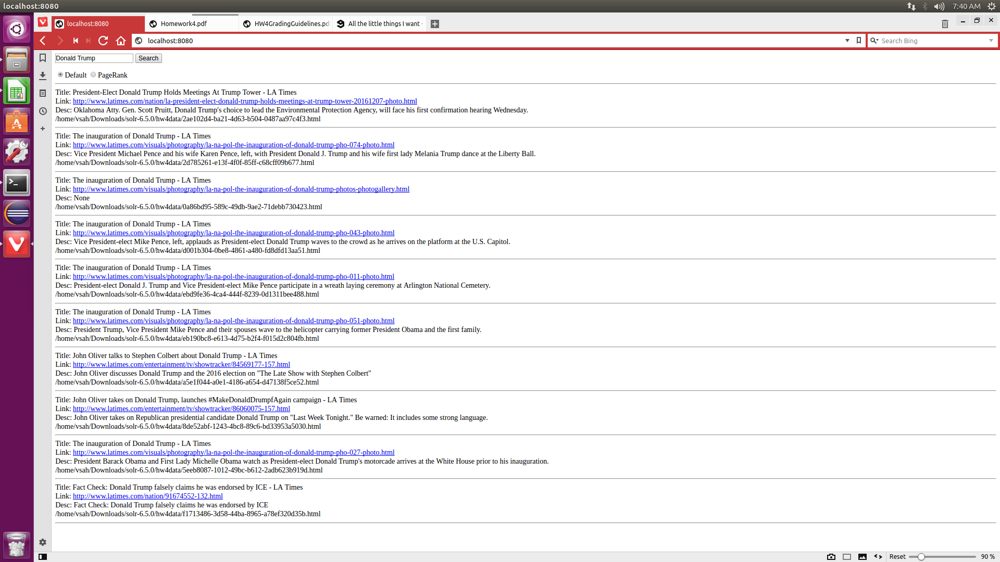 localhost:8080
7:40 AM
localhost:8080
Homework4.pdf
HW4GradingGuidelines.pd
All the little things I want
localhost:8080
Search Bing
Donald Trump Search
Default PageRank
Title: President-Elect Donald Trump Holds Meetings At Trump Tower - LA Times
Link: http://www.latimes.com/nation/la-president-elect-donald-trump-holds-meetings-at-trump-tower-20161207-photo.html
Desc: Oklahoma Atty. Gen. Scott Pruitt, Donald Trump's choice to lead the Environmental Protection Agency, will face his first confirmation hearing Wednesday.
/home/vsah/Downloads/solr-6.5.0/hw4data/2ae102d4-ba21-4d63-b504-0487aa97c4f3.html
Title: The inauguration of Donald Trump - LA Times
Link: http://www.latimes.com/visuals/photography/la-na-pol-the-inauguration-of-donald-trump-pho-074-photo.html
Desc: Vice President Michael Pence and his wife Karen Pence, left, with President Donald J. Trump and his wife first lady Melania Trump dance at the Liberty Ball.
/home/vsah/Downloads/solr-6.5.0/hw4data/2d785261-e13f-4f0f-85ff-c68cff09b677.html
Title: The inauguration of Donald Trump - LA Times
Link: http://www.latimes.com/visuals/photography/la-na-pol-the-inauguration-of-donald-trump-photos-photogallery.html
Desc: None
/home/vsah/Downloads/solr-6.5.0/hw4data/0a86bd95-589c-49db-9ae2-71debb730423.html
Title: The inauguration of Donald Trump - LA Times
Link: http://www.latimes.com/visuals/photography/la-na-pol-the-inauguration-of-donald-trump-pho-043-photo.html
Desc: Vice President-elect Mike Pence, left, applauds as President-elect Donald Trump waves to the crowd as he arrives on the platform at the U.S. Capitol.
/home/vsah/Downloads/solr-6.5.0/hw4data/d001b304-0be8-4861-a480-fd8dfd13aa51.html
Title: The inauguration of Donald Trump - LA Times
Link: http://www.latimes.com/visuals/photography/la-na-pol-the-inauguration-of-donald-trump-pho-011-photo.html
Desc: President-elect Donald J. Trump and Vice President-elect Mike Pence participate in a wreath laying ceremony at Arlington National Cemetery.
/home/vsah/Downloads/solr-6.5.0/hw4data/ebd9fe36-4ca4-444f-8239-0d1311bee488.html
Title: The inauguration of Donald Trump - LA Times
Link: http://www.latimes.com/visuals/photography/la-na-pol-the-inauguration-of-donald-trump-pho-051-photo.html
Desc: President Trump, Vice President Mike Pence and their spouses wave to the helicopter carrying former President Obama and the first family.
/home/vsah/Downloads/solr-6.5.0/hw4data/eb190bc8-e613-4d75-b2f4-f015d2c804fb.html
Title: John Oliver talks to Stephen Colbert about Donald Trump - LA Times
Link: http://www.latimes.com/entertainment/tv/showtracker/84569177-157.html
Desc: John Oliver discusses Donald Trump and the 2016 election on "The Late Show with Stephen Colbert"
/home/vsah/Downloads/solr-6.5.0/hw4data/a5e1f044-a0e1-4186-a654-d47138f5ce52.html
Title: John Oliver takes on Donald Trump, launches #MakeDonaldDrumpfAgain campaign - LA Times
Link: http://www.latimes.com/entertainment/tv/showtracker/86060075-157.html
Desc: John Oliver takes on Republican presidential candidate Donald Trump on "Last Week Tonight." Be warned: It includes some strong language.
/home/vsah/Downloads/solr-6.5.0/hw4data/8de52abf-1243-4bc8-89c6-bd33953a5030.html
Title: The inauguration of Donald Trump - LA Times
Link: http://www.latimes.com/visuals/photography/la-na-pol-the-inauguration-of-donald-trump-pho-027-photo.html
Desc: President Barack Obama and First Lady Michelle Obama watch as President-elect Donald Trump's motorcade arrives at the White House prior to his inauguration.
/home/vsah/Downloads/solr-6.5.0/hw4data/5eeb8087-1012-49bc-b612-2adb623b919d.html
Title: Fact Check: Donald Trump falsely claims he was endorsed by ICE - LA Times
Link: http://www.latimes.com/nation/91674552-132.html
Desc: Fact Check: Donald Trump falsely claims he was endorsed by ICE
/home/vsah/Downloads/solr-6.5.0/hw4data/f1713486-3d58-44ba-8965-a78ef320d35b.html
Reset 90 %